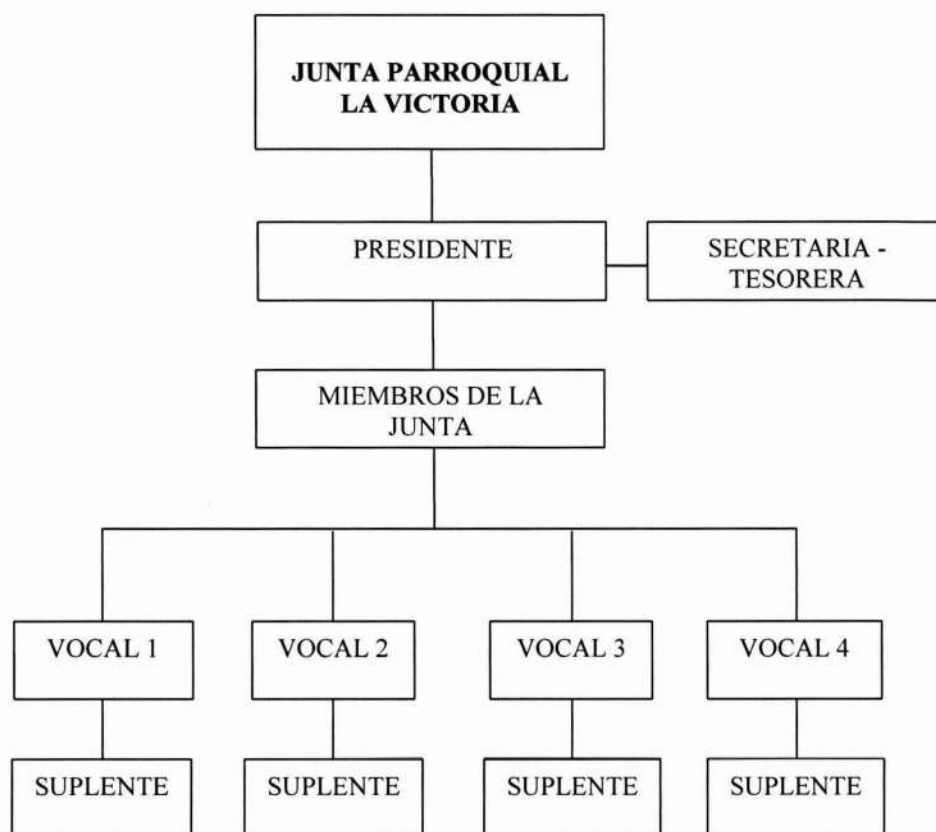 JUNTA PARROQUIAL
LA VICTORIA
PRESIDENTE
SECRETARIA -
TESORERA
MIEMBROS DE LA
JUNTA
VOCAL 1
VOCAL 2
VOCAL 3
VOCAL 4
SUPLENTE
SUPLENTE
SUPLENTE
SUPLENTE